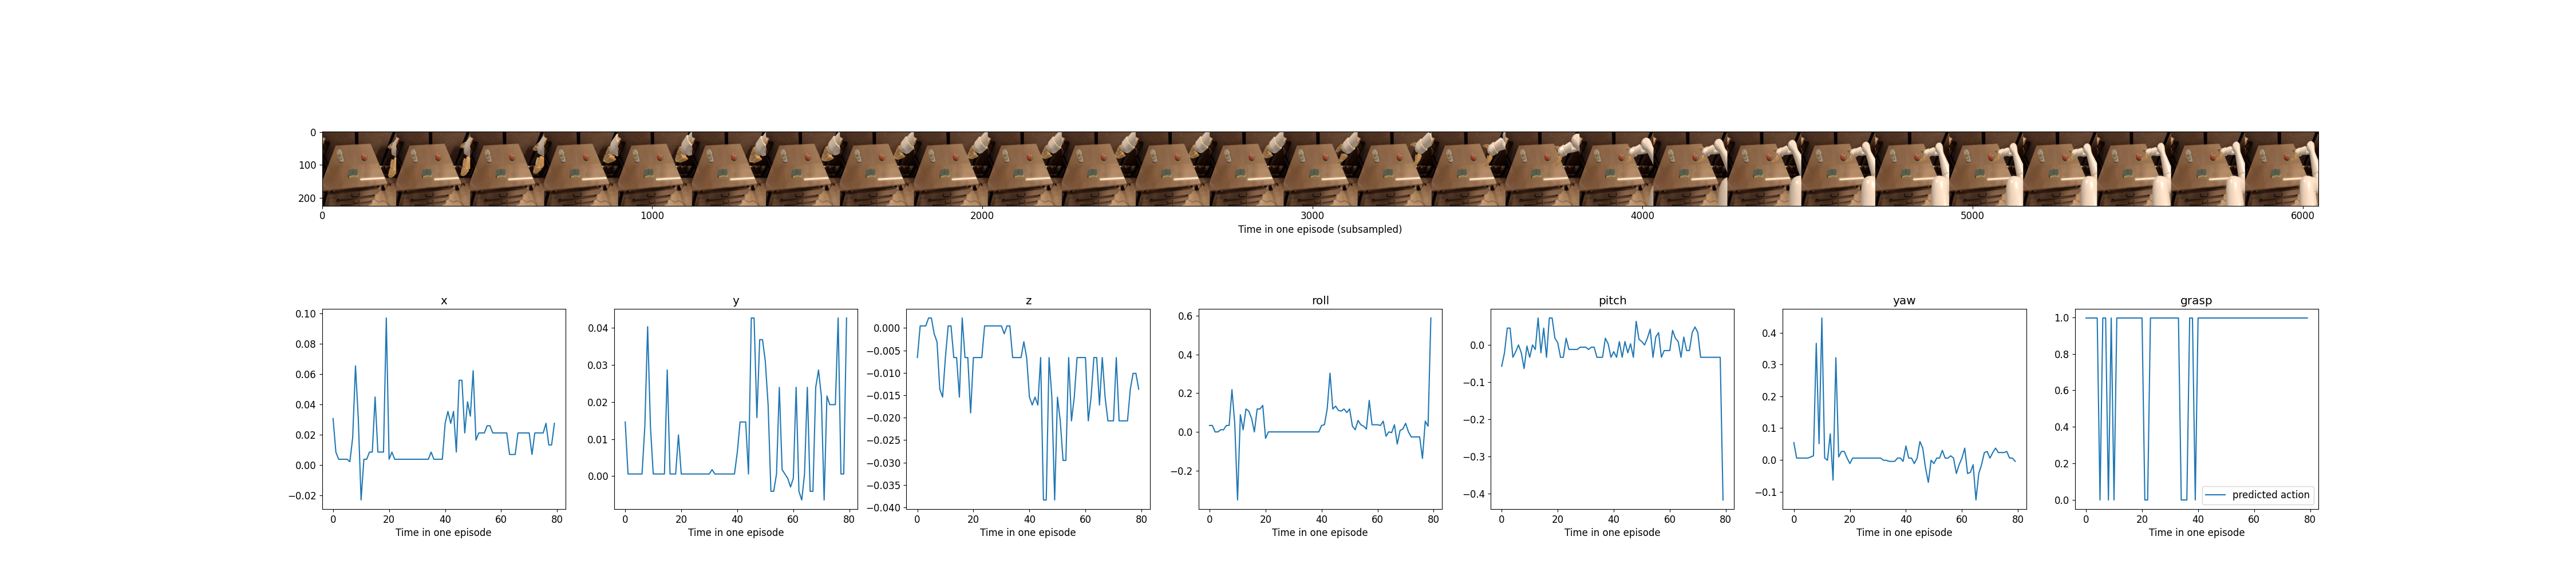 0
100
200
0 1000 2000 3000 4000 5000 6000
Time in one episode (subsampled)
x y z roll pitch yaw grasp
0.10
0.08
0.06
0.04
0.02
0.00
−0.02
0 20 40 60 80
Time in one episode
0.04
0.03
0.02
0.01
0.00
0 20 40 60 80
Time in one episode
0.000
−0.005
−0.010
−0.015
−0.020
−0.025
−0.030
−0.035
−0.040
0 20 40 60 80
Time in one episode
0.6
0.4
0.2
0.0
−0.2
0 20 40 60 80
Time in one episode
0.0
−0.1
−0.2
−0.3
−0.4
0 20 40 60 80
Time in one episode
0.4
0.3
0.2
0.1
0.0
−0.1
0 20 40 60 80
Time in one episode
1.0
0.8
0.6
0.4
0.2
0.0
predicted action
0 20 40 60 80
Time in one episode